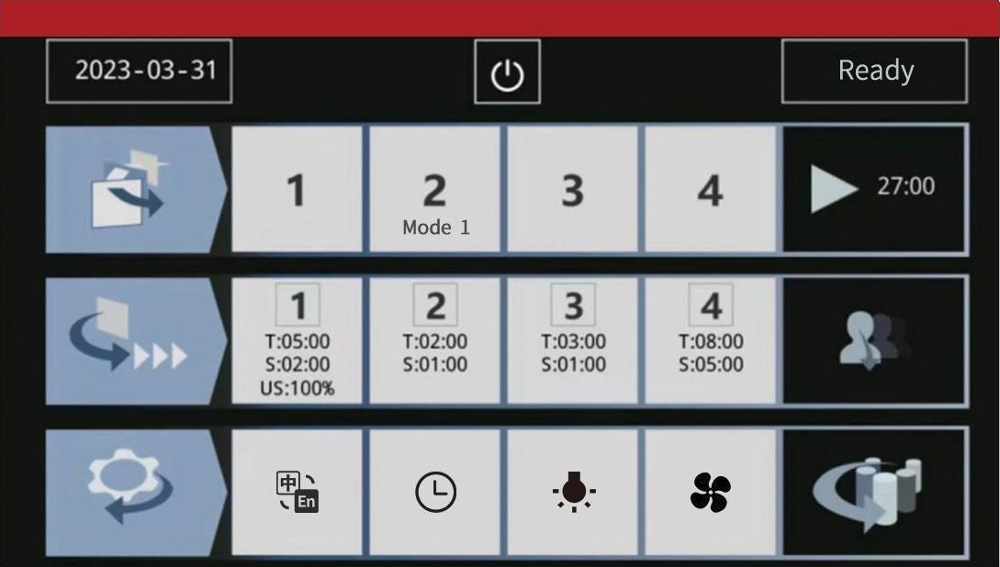 2023-03-31
Ready
1
2
3
4
Mode 1
27:00
1
2
3
4
T:05:00
T:02:00
T:03:00
T:08:00
S:02:00
S:01:00
S:01:00
S:05:00
US:100%
中
En